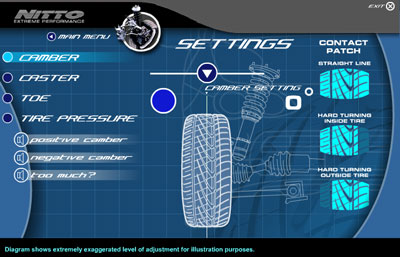 NITTO
EXTREME PERFORMANCE
EXIT
MAIN MENU
SETTINGS
CAMBER
CASTER
TOE
TIRE PRESSURE
positive camber
negative camber
too much?
CAMBER SETTING
CONTACT
PATCH
STRAIGHT LINE
HARD TURNING
INSIDE TIRE
HARD TURNING
OUTSIDE TIRE
Diagram shows extremely exaggerated level of adjustment for illustration purposes.